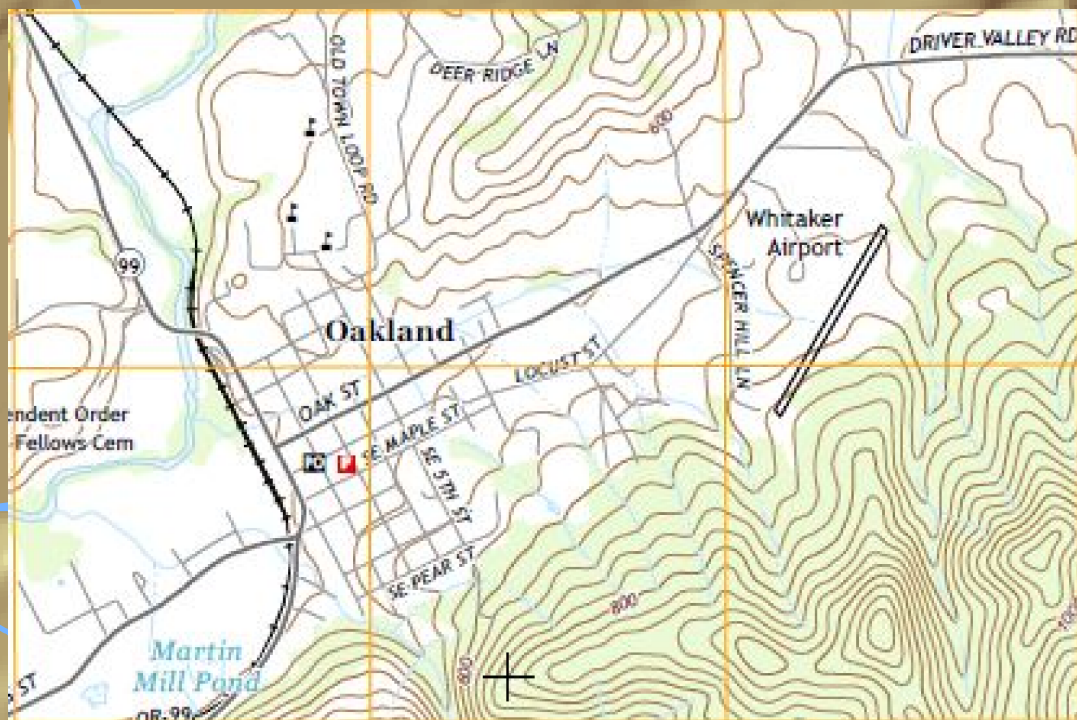 DRIVER VALLEY RD
DEER RIDGE LN
OLD TOWN LOOP RD
600
Whitaker
Airport
99
SPENCER HILL LN
Oakland
LOCUST ST
OAK ST
endent Order
Fellows Cem
SE MAPLE ST
PO
F
SE 5TH ST
SE PEAR ST
800
800
Martin
Mill Pond
ST
OR-99